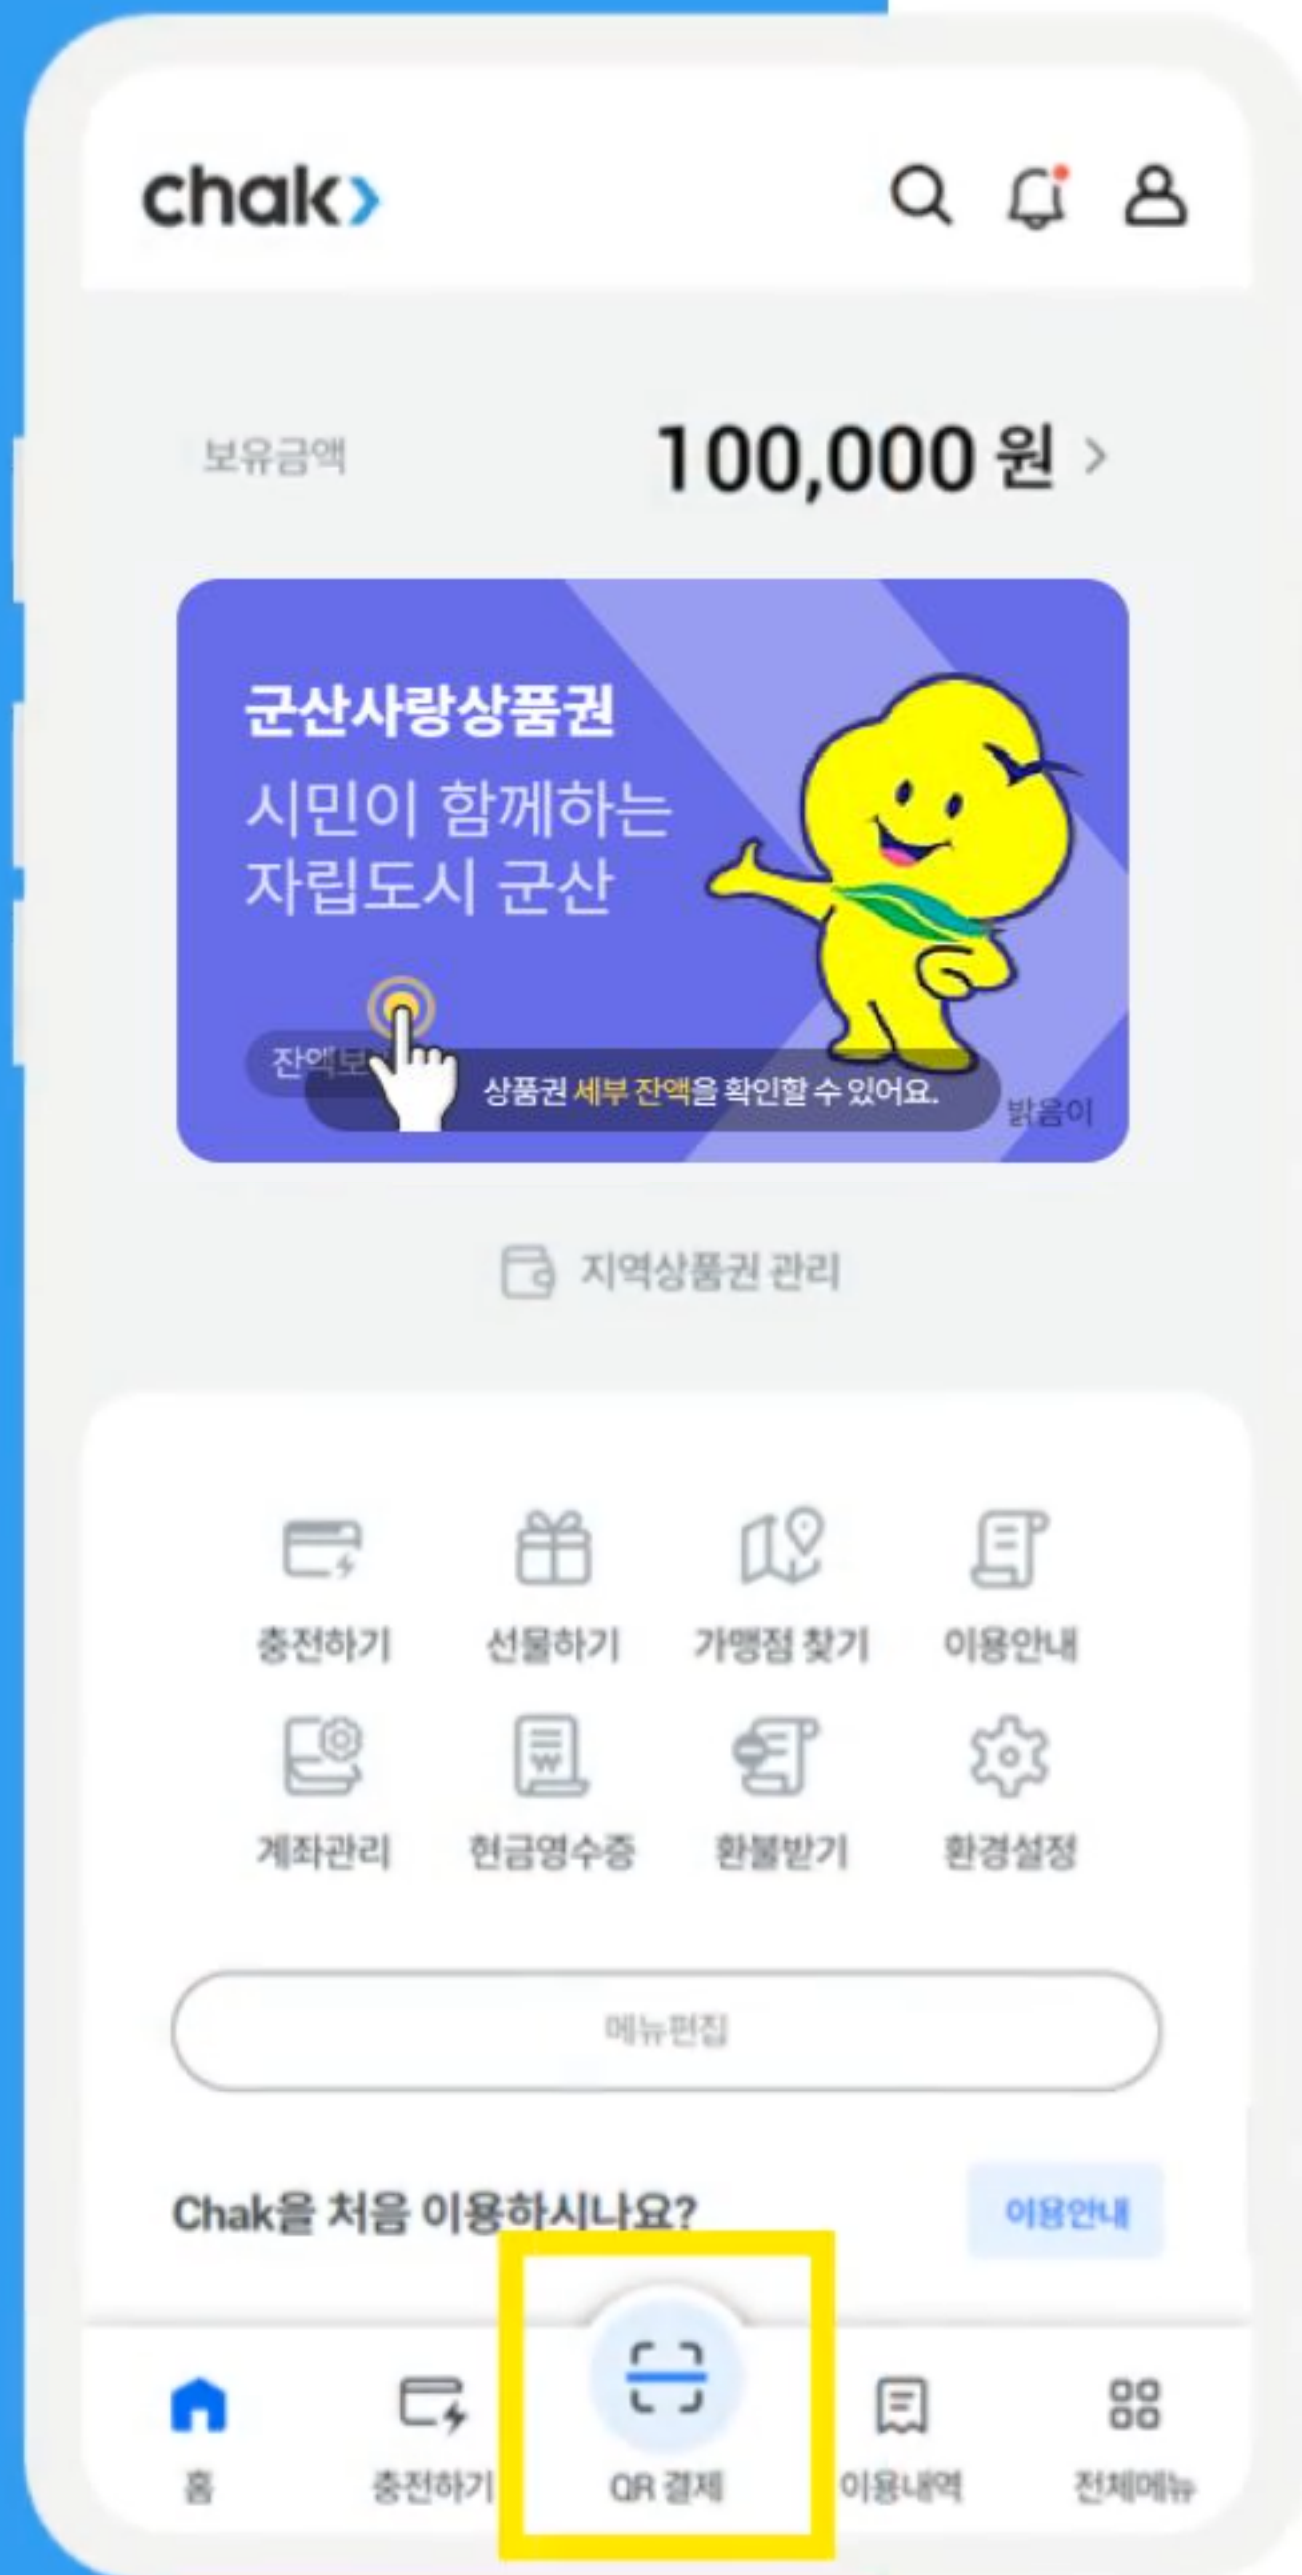 chak
보유금액 100,000 원
군산사랑상품권
시민이 함께하는
자립도시 군산
잔액보
상품권 세부 잔액을 확인할 수 있어요.
밝음이
지역상품권 관리
충전하기 선물하기 가맹점 찾기 이용안내
계좌관리 현금영수증 환불받기 환경설정
메뉴편집
Chak을 처음 이용하시나요? 이용안내
홈 충전하기 QR 결제 이용내역 전체메뉴